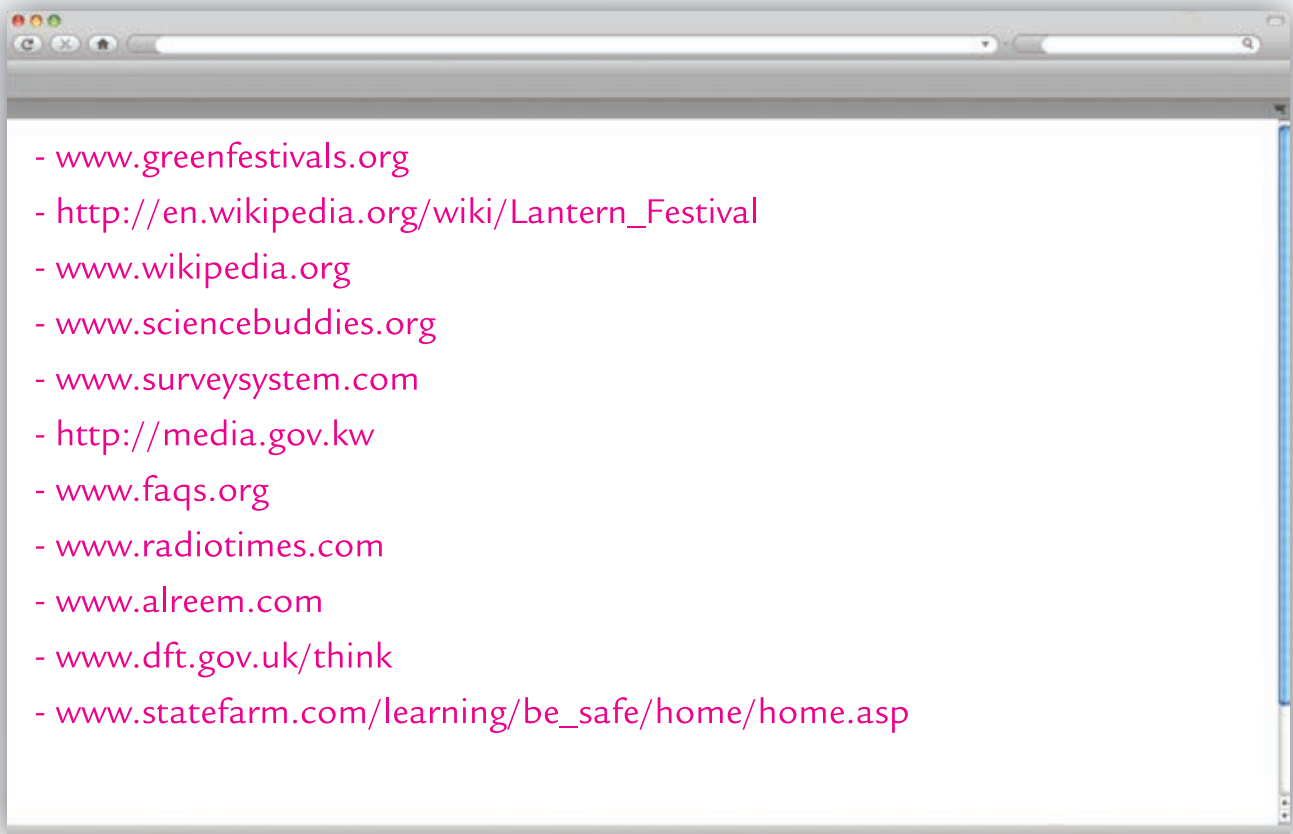 - www.greenfestivals.org
- http://en.wikipedia.org/wiki/Lantern_Festival
- www.wikipedia.org
- www.sciencebuddies.org
- www.surveysystem.com
- http://media.gov.kw
- www.faqs.org
- www.radiotimes.com
- www.alreem.com
- www.dft.gov.uk/think
- www.statefarm.com/learning/be_safe/home/home.asp